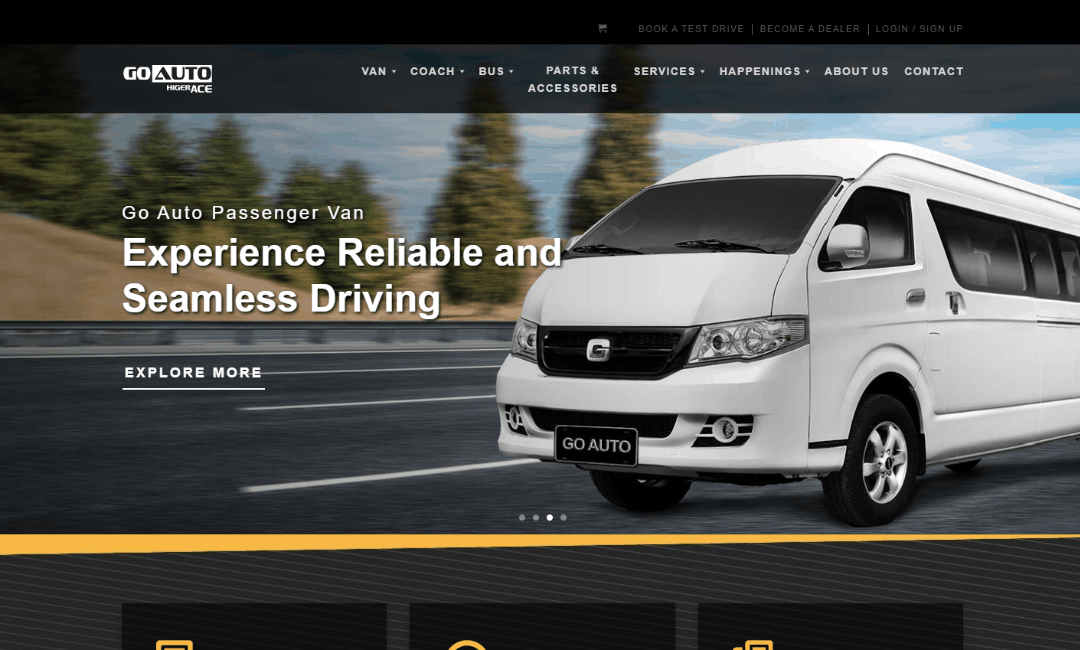 BOOK A TEST DRIVE | BECOME A DEALER | LOGIN / SIGN UP
GO AUTO
HIGER ACE
VAN COACH BUS PARTS & ACCESSORIES SERVICES HAPPENINGS ABOUT US CONTACT
Go Auto Passenger Van
Experience Reliable and
Seamless Driving
EXPLORE MORE
G
GO AUTO